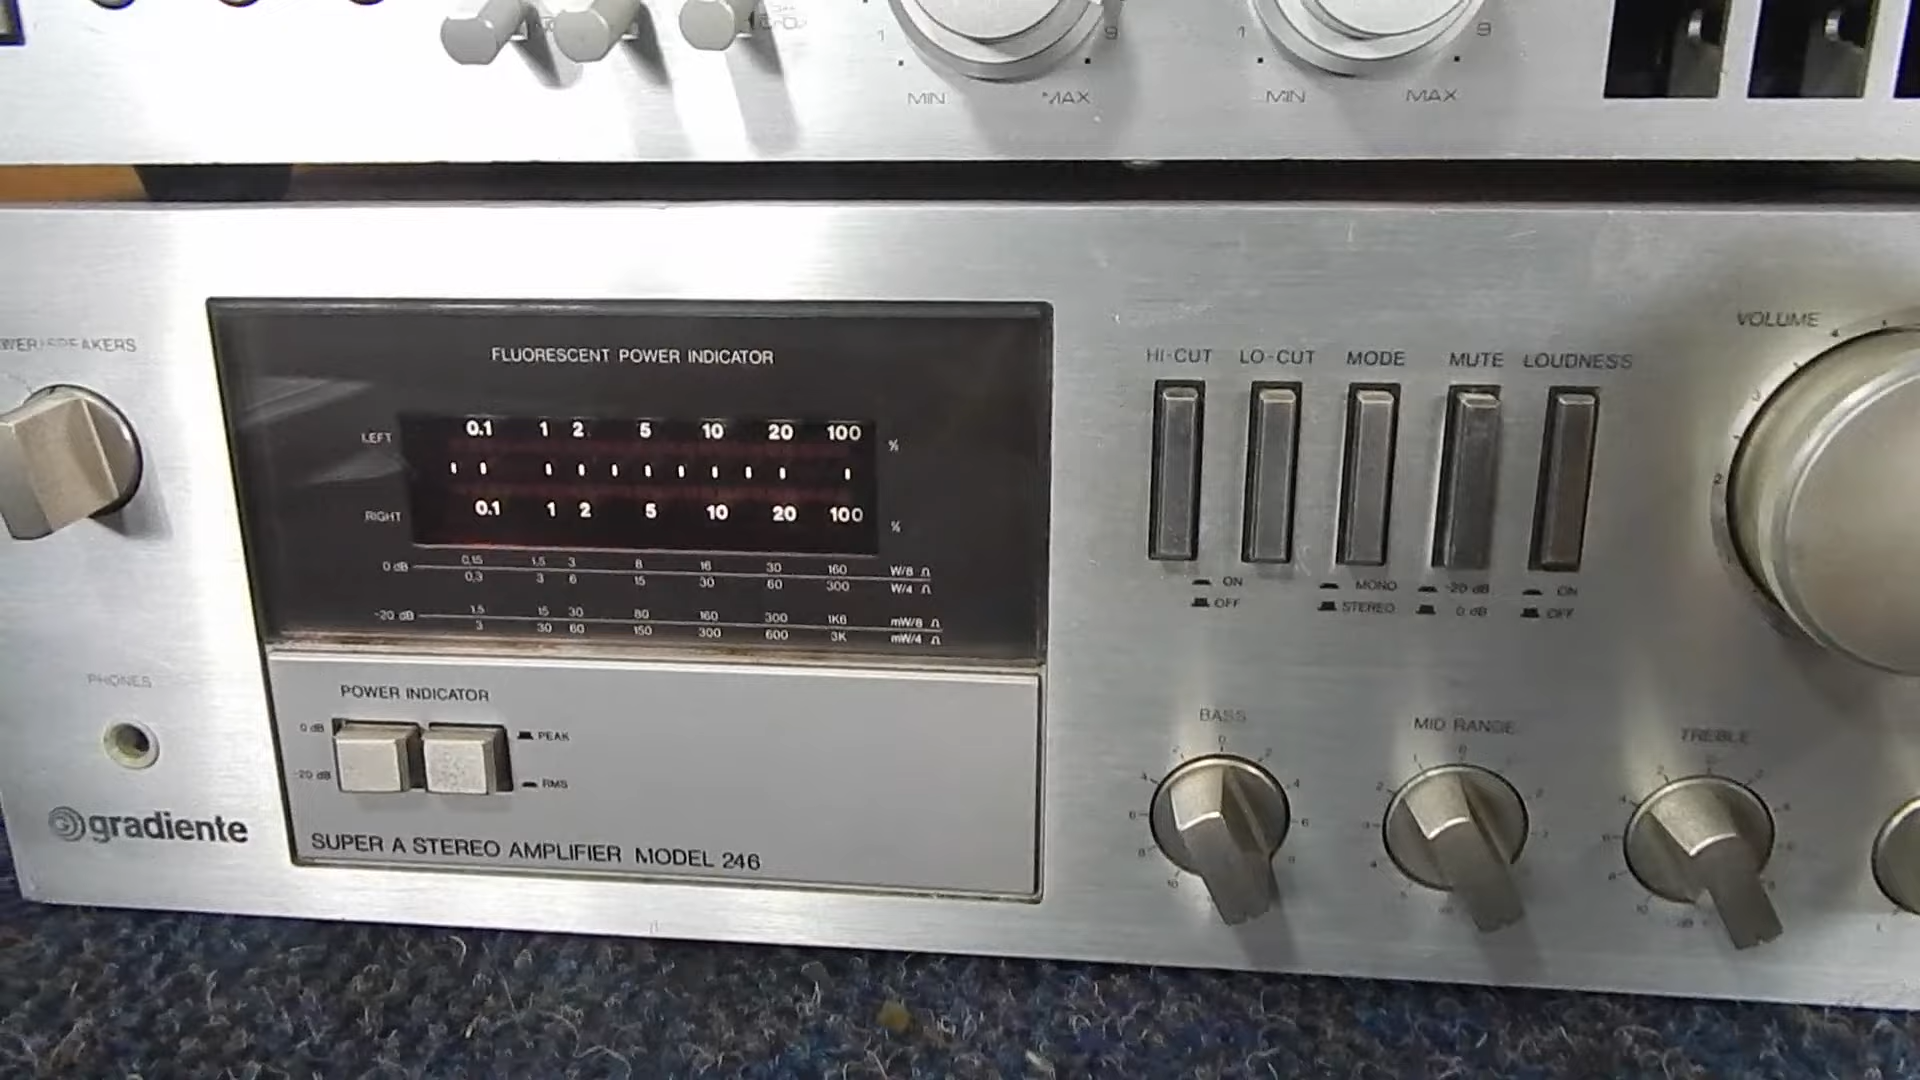 1 9 1 9
MIN MAX MIN MAX
FLUORESCENT POWER INDICATOR
LEFT 0.1 1 2 5 10 20 100 %
RIGHT 0.1 1 2 5 10 20 100 %
0 dB 0,15 1,5 3 8 16 30 160 W/8 Ω
0,3 3 6 15 30 60 300 W/4 Ω
-20 dB 1,5 15 30 80 160 300 1K6 mW/8 Ω
3 30 60 150 300 600 3K mW/4 Ω
SPEAKERS
PHONES
gradiente
POWER INDICATOR
0 dB PEAK
-20 dB RMS
SUPER A STEREO AMPLIFIER MODEL 246
HI-CUT LO-CUT MODE MUTE LOUDNESS
ON MONO -20 dB ON
OFF STEREO 0 dB OFF
VOLUME
BASS MID RANGE TREBLE